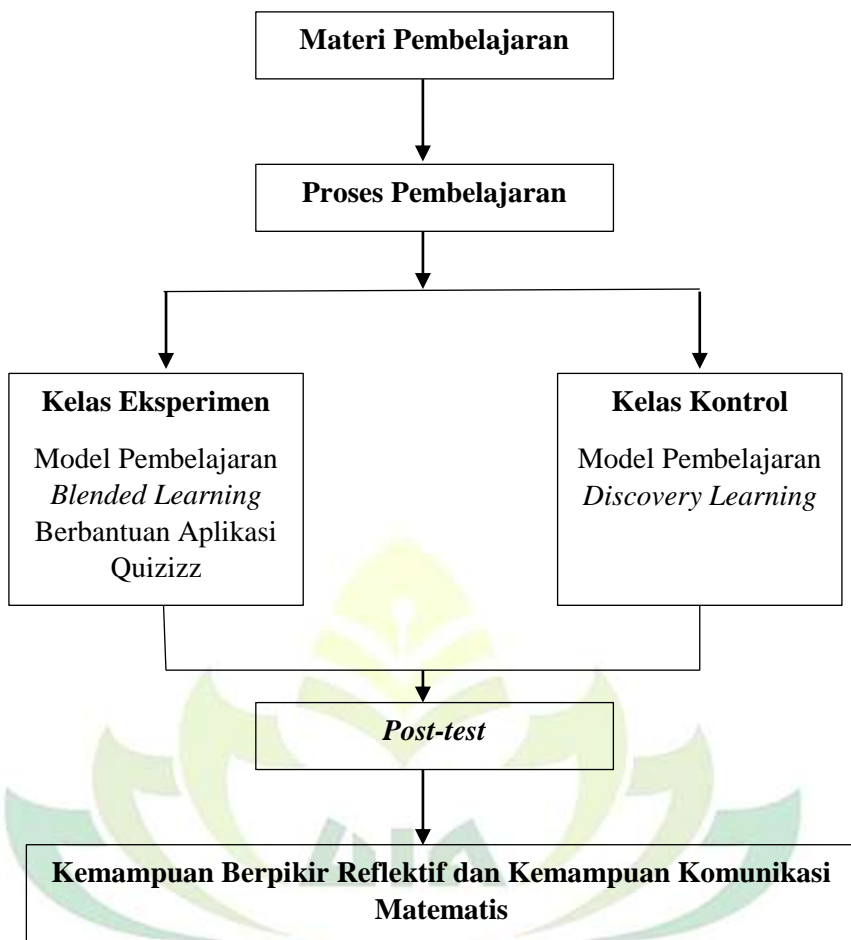 Materi Pembelajaran
Proses Pembelajaran
Kelas Eksperimen
Model Pembelajaran
Blended Learning
Berbantuan Aplikasi
Quizizz
Kelas Kontrol
Model Pembelajaran
Discovery Learning
Post-test
Kemampuan Berpikir Reflektif dan Kemampuan Komunikasi
Matematis